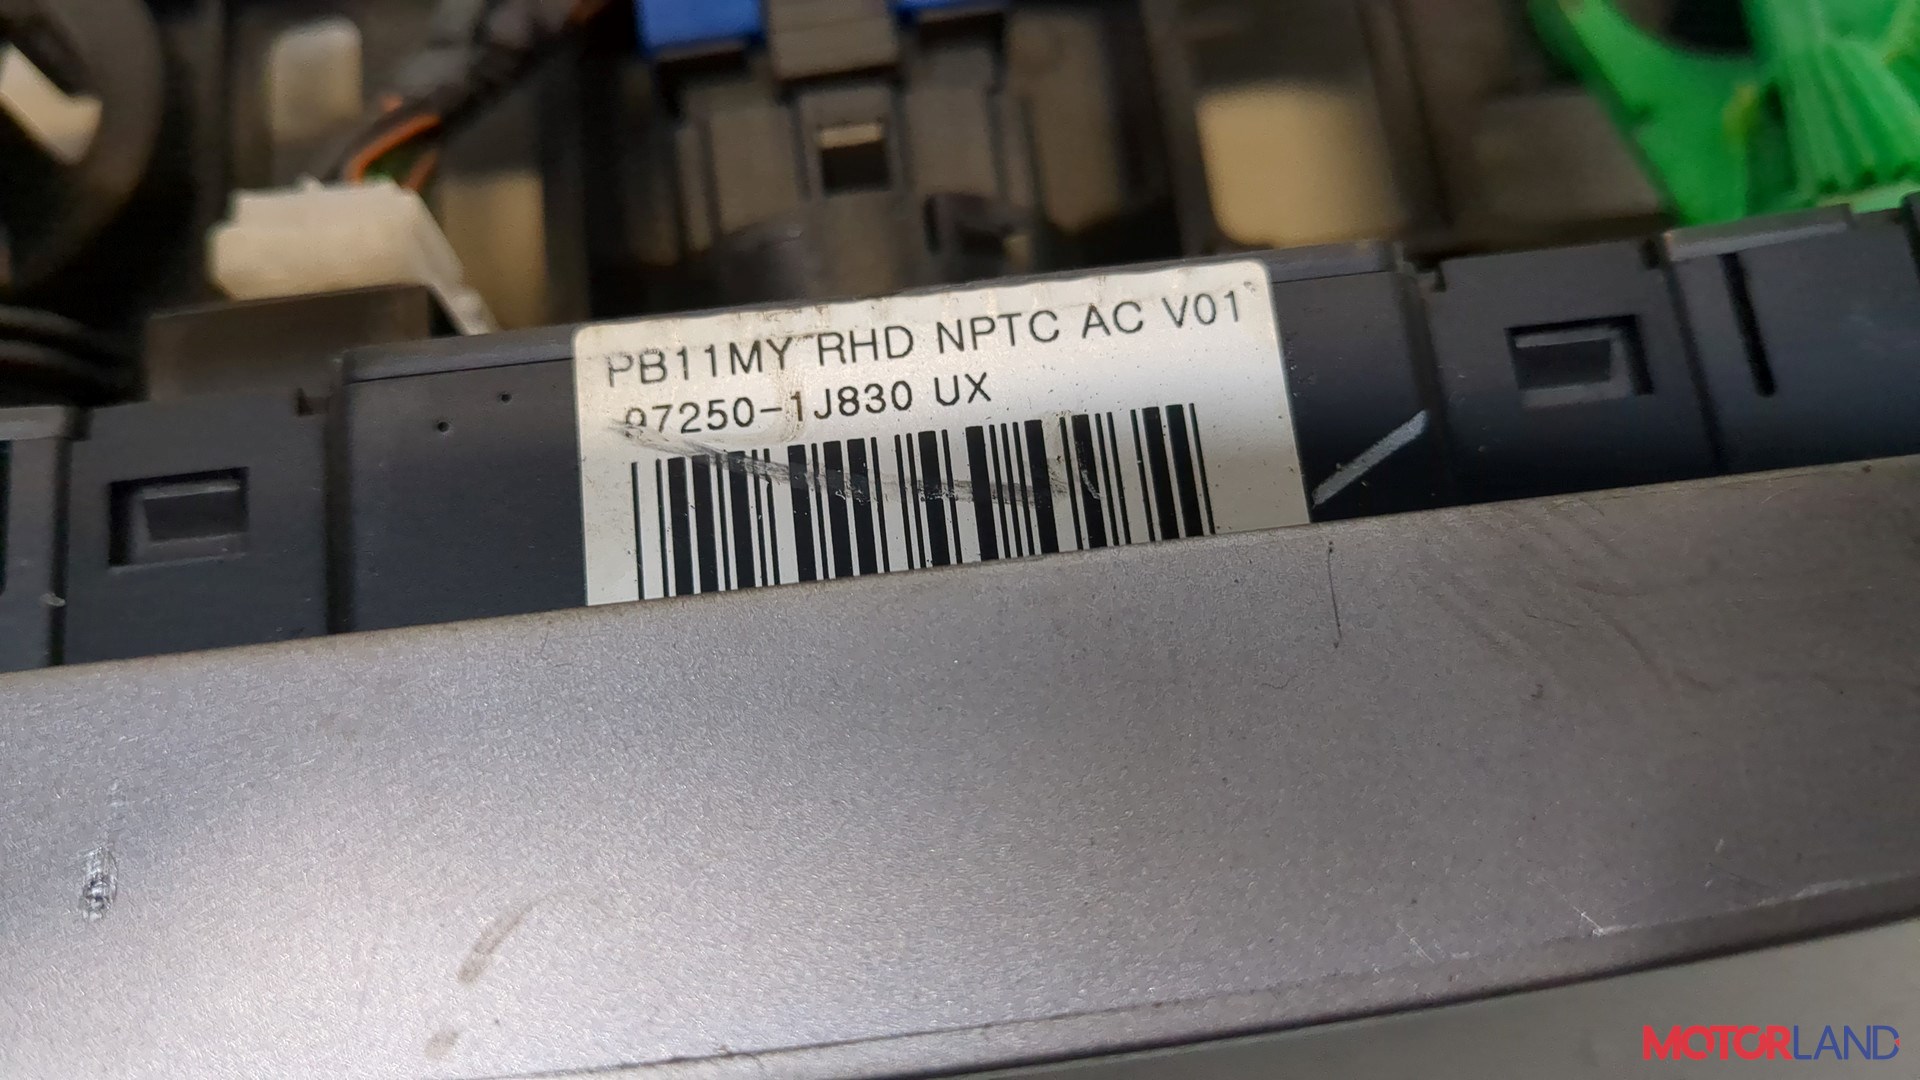 PB11MY RHD NPTC AC V01
97250-1J830 UX
MOTORLAND